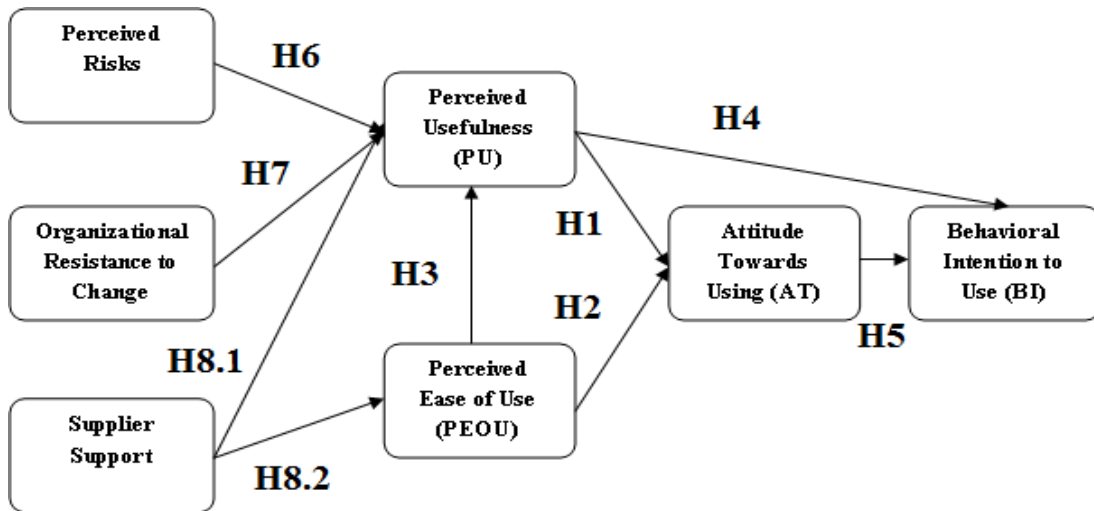 Perceived
Risks
H6
Perceived
Usefulness
(PU)
H4
H7
Organizational
Resistance to
Change
H1
Attitude
Towards
Using (AT)
Behavioral
Intention to
Use (BI)
H3
H2
H5
H8.1
Perceived
Ease of Use
(PEOU)
Supplier
Support
H8.2